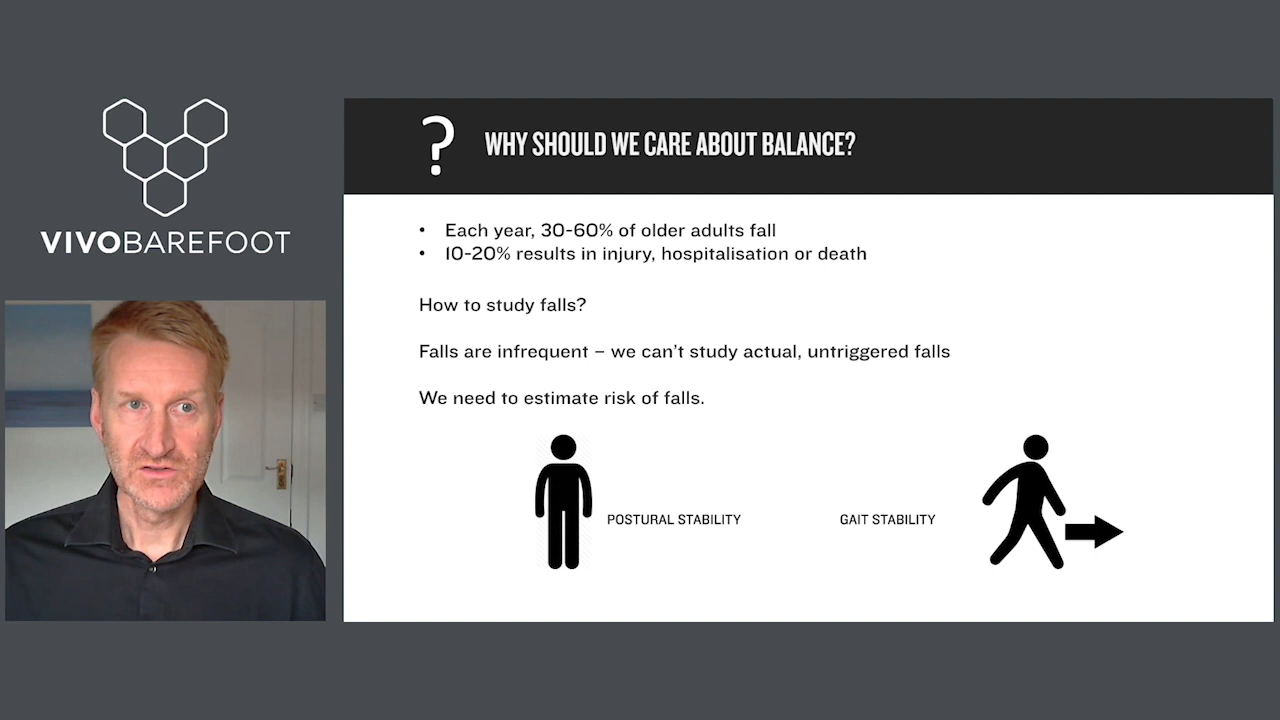 VIVOBAREFOOT
? WHY SHOULD WE CARE ABOUT BALANCE?
• Each year, 30-60% of older adults fall
• 10-20% results in injury, hospitalisation or death
How to study falls?
Falls are infrequent – we can't study actual, untriggered falls
We need to estimate risk of falls.
POSTURAL STABILITY
GAIT STABILITY